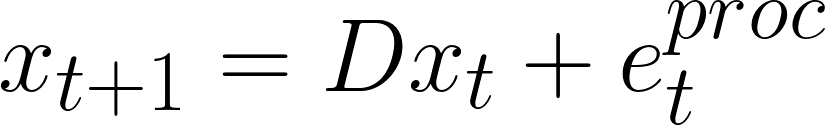 x_{t+1} = Dx_t + e_t^{proc}